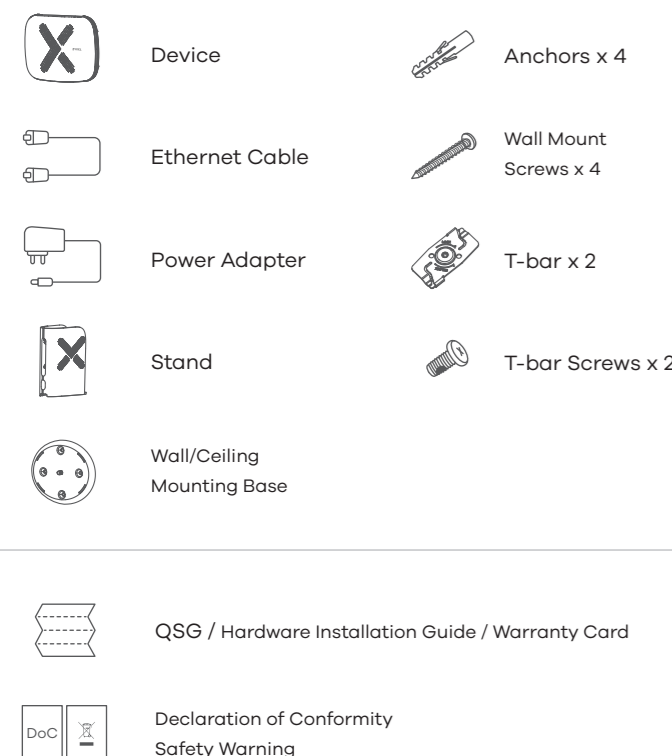 Device
Anchors x 4
Ethernet Cable
Wall Mount
Screws x 4
Power Adapter
T-bar x 2
Stand
T-bar Screws x 2
Wall/Ceiling
Mounting Base
QSG / Hardware Installation Guide / Warranty Card
DoC
Declaration of Conformity
Safety Warning